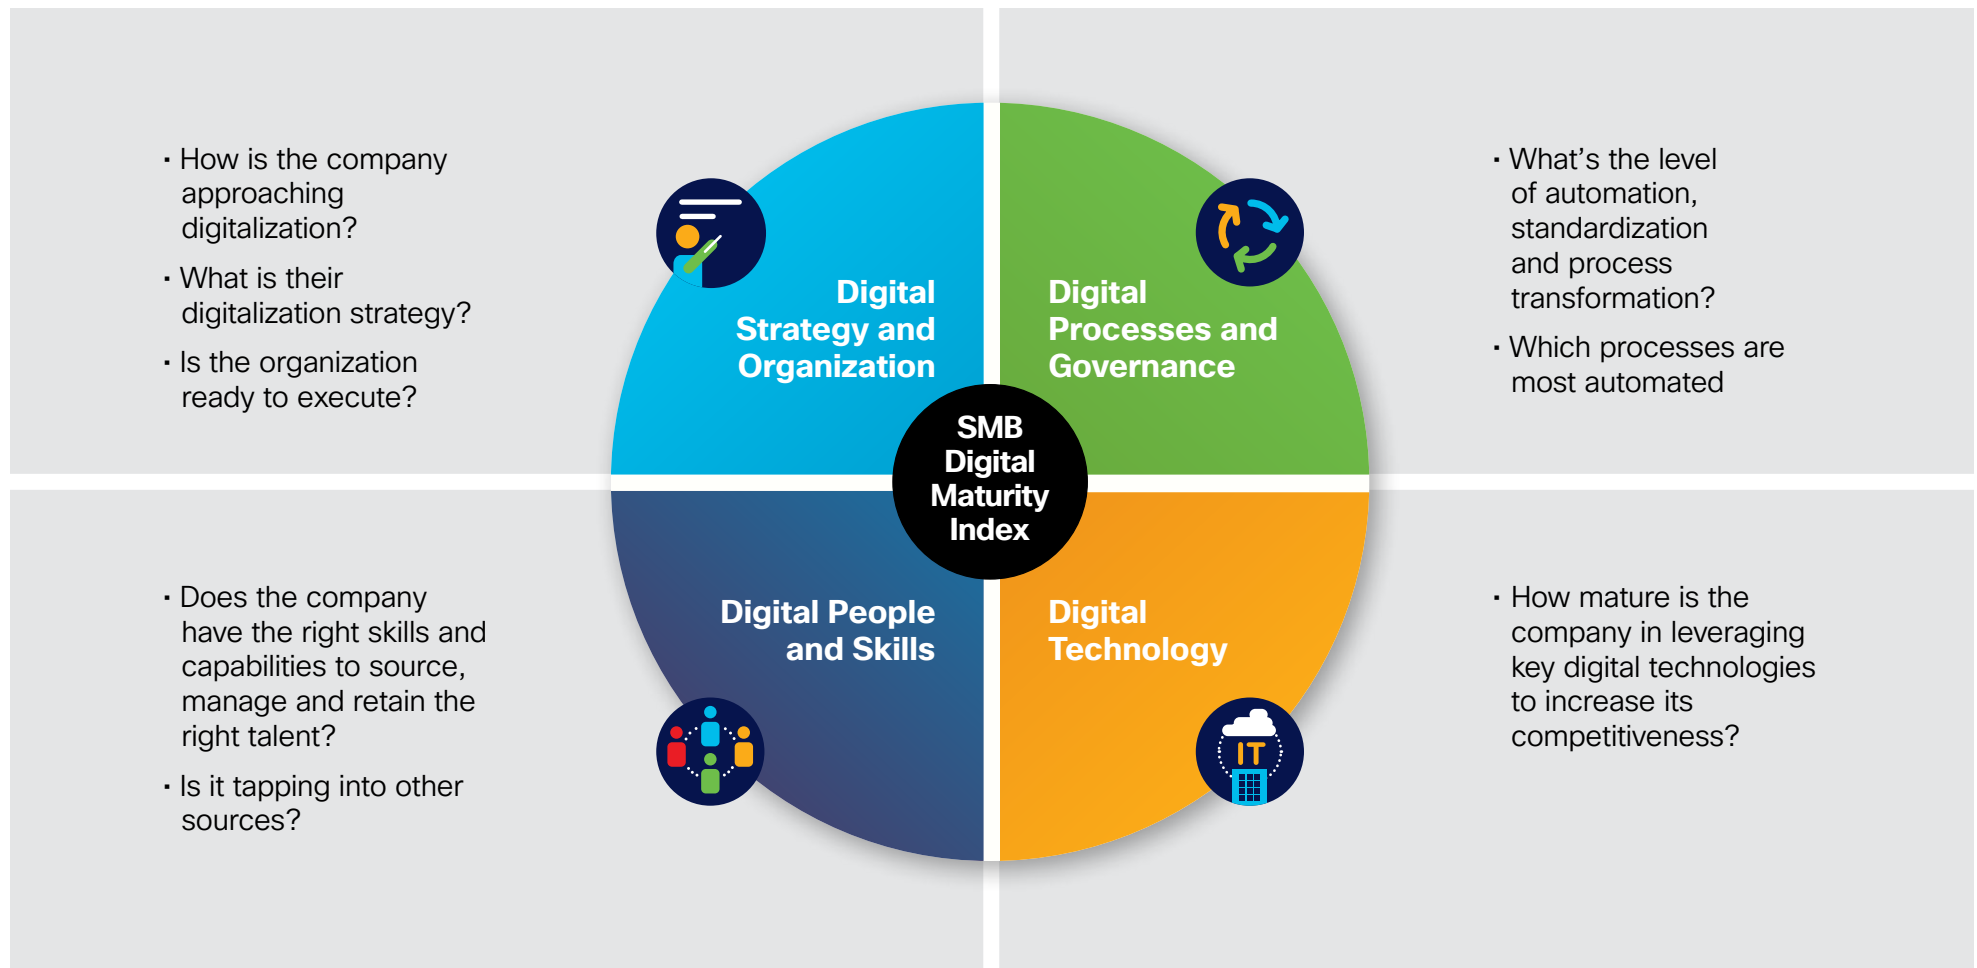 · How is the company
approaching
digitalization?
· What is their
digitalization strategy?
· Is the organization
ready to execute?
Digital
Strategy and
Organization
Digital
Processes and
Governance
· What’s the level
of automation,
standardization
and process
transformation?
· Which processes are
most automated
SMB
Digital
Maturity
Index
· Does the company
have the right skills and
capabilities to source,
manage and retain the
right talent?
· Is it tapping into other
sources?
Digital People
and Skills
Digital
Technology
IT
· How mature is the
company in leveraging
key digital technologies
to increase its
competitiveness?